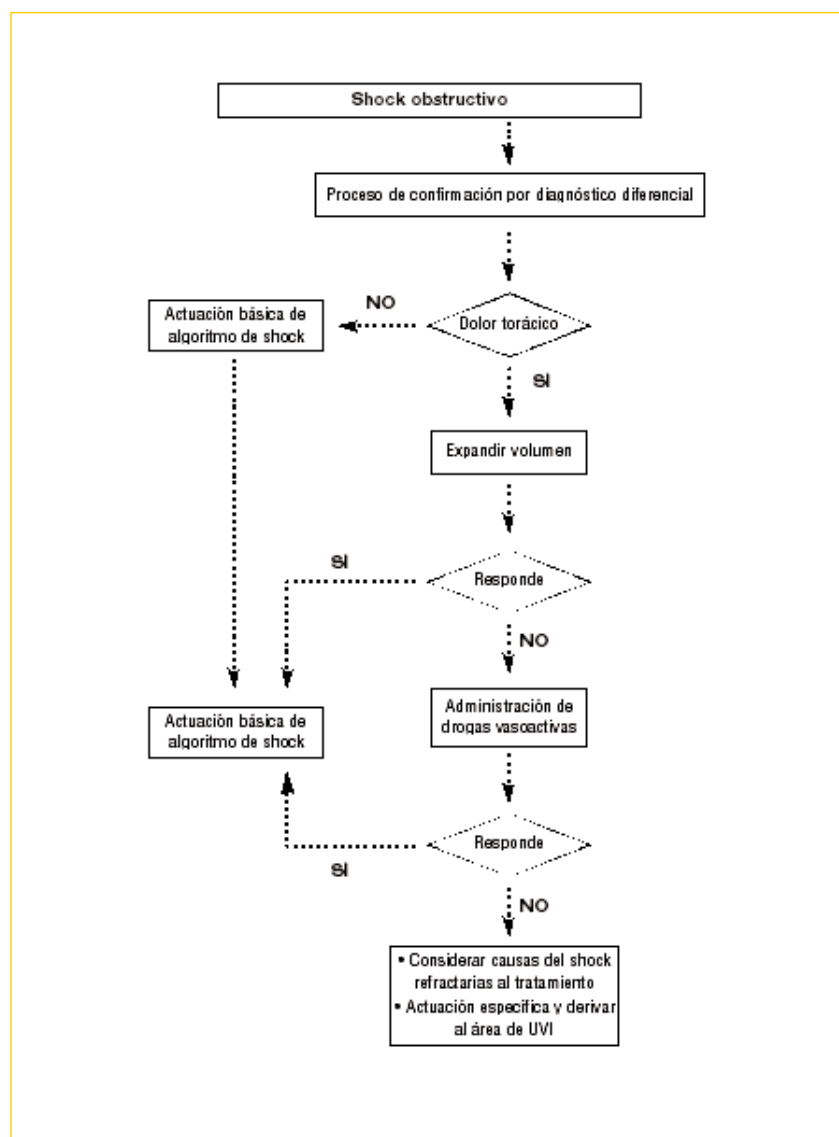 Shock obstructivo
Proceso de confirmación por diagnóstico diferencial
NO
Actuación básica de
algoritmo de shock
Dolor torácico
SI
Expandir volumen
SI
Responde
NO
Actuación básica de
algoritmo de shock
Administración de
drogas vasoactivas
Responde
SI
NO
• Considerar causas del shock
refractarias al tratamiento
• Actuación específica y derivar
al área de UVI